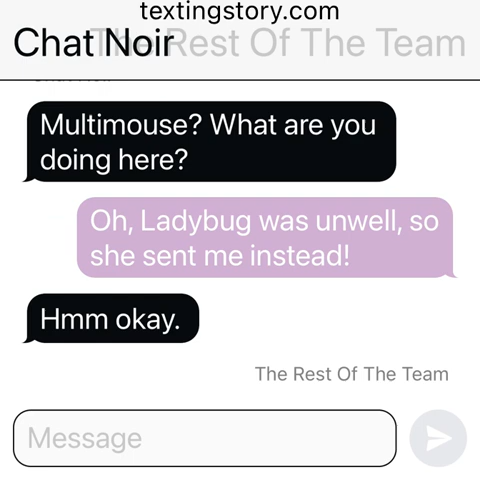 textingstory.com
Chat Noir
The Rest Of The Team
Multimouse? What are you
doing here?
Oh, Ladybug was unwell, so
she sent me instead!
Hmm okay.
The Rest Of The Team
Message